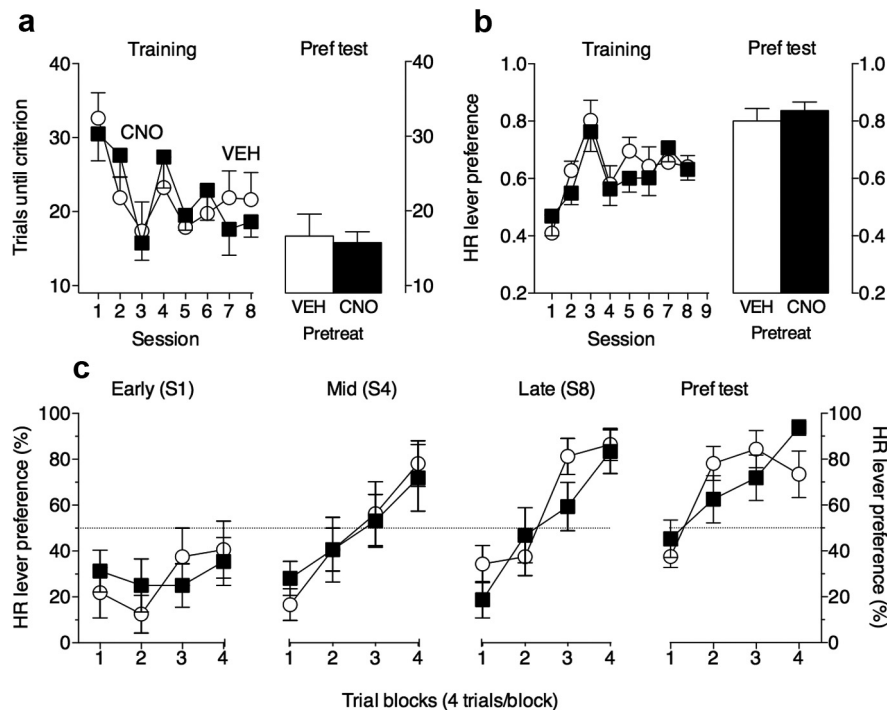 a
Training
Pref test
40
30
20
10
Trials until criterion
CNO
VEH
1 2 3 4 5 6 7 8
Session
VEH CNO
Pretreat
40
30
20
10
b
Training
Pref test
1.0
0.8
0.6
0.4
0.2
HR lever preference
1 2 3 4 5 6 7 8 9
Session
VEH CNO
Pretreat
1.0
0.8
0.6
0.4
0.2
c
Early (S1)
Mid (S4)
Late (S8)
Pref test
100
80
60
40
20
0
HR lever preference (%)
1 2 3 4
1 2 3 4
1 2 3 4
1 2 3 4
100
80
60
40
20
0
HR lever preference (%)
Trial blocks (4 trials/block)